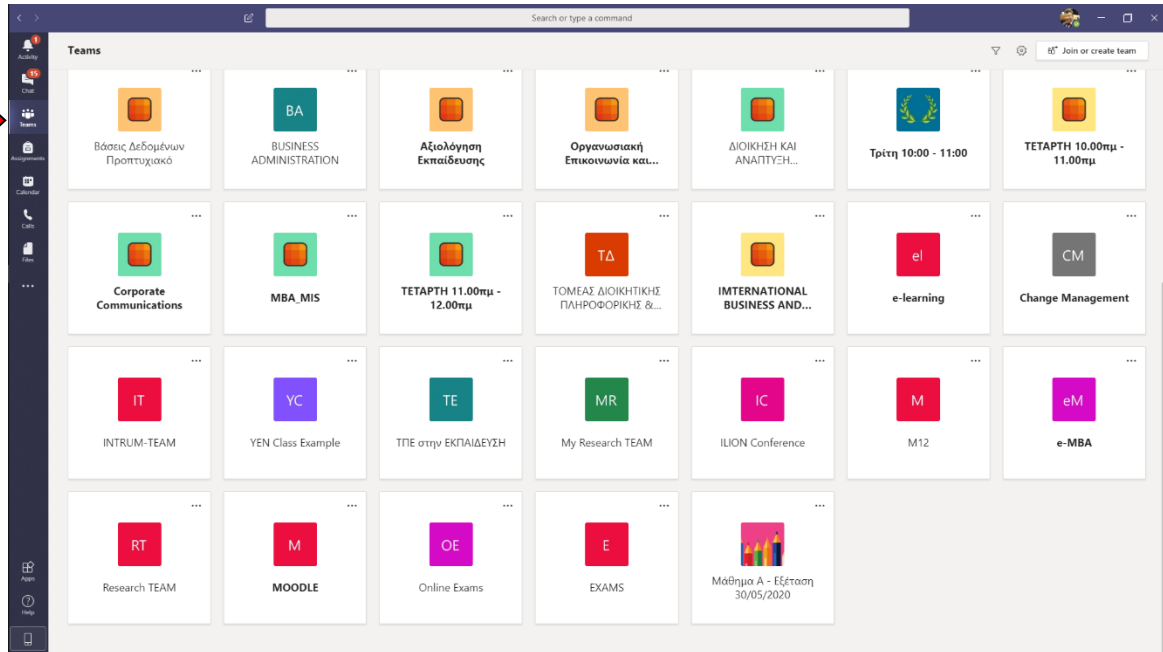 Search or type a command
Activity
1
Teams
Join or create team
Chat
15
Teams
Assignments
Calendar
Calls
Files
Apps
Help
Βάσεις Δεδομένων
Προπτυχιακό
BA
BUSINESS
ADMINISTRATION
Αξιολόγηση
Εκπαίδευσης
Οργανωσιακή
Επικοινωνία και...
ΔΙΟΙΚΗΣΗ ΚΑΙ
ΑΝΑΠΤΥΞΗ...
Τρίτη 10:00 - 11:00
ΤΕΤΑΡΤΗ 10.00πμ -
11.00πμ
Corporate
Communications
MBA_MIS
ΤΕΤΑΡΤΗ 11.00πμ -
12.00πμ
ΤΔ
ΤΟΜΕΑΣ ΔΙΟΙΚΗΤΙΚΗΣ
ΠΛΗΡΟΦΟΡΙΚΗΣ &...
IMTERNATIONAL
BUSINESS AND...
el
e-learning
CM
Change Management
IT
INTRUM-TEAM
YC
YEN Class Example
ΤΕ
ΤΠΕ στην ΕΚΠΑΙΔΕΥΣΗ
MR
My Research TEAM
IC
ILION Conference
M
M12
eM
e-MBA
RT
Research TEAM
M
MOODLE
OE
Online Exams
E
EXAMS
Μάθημα Α - Εξέταση
30/05/2020